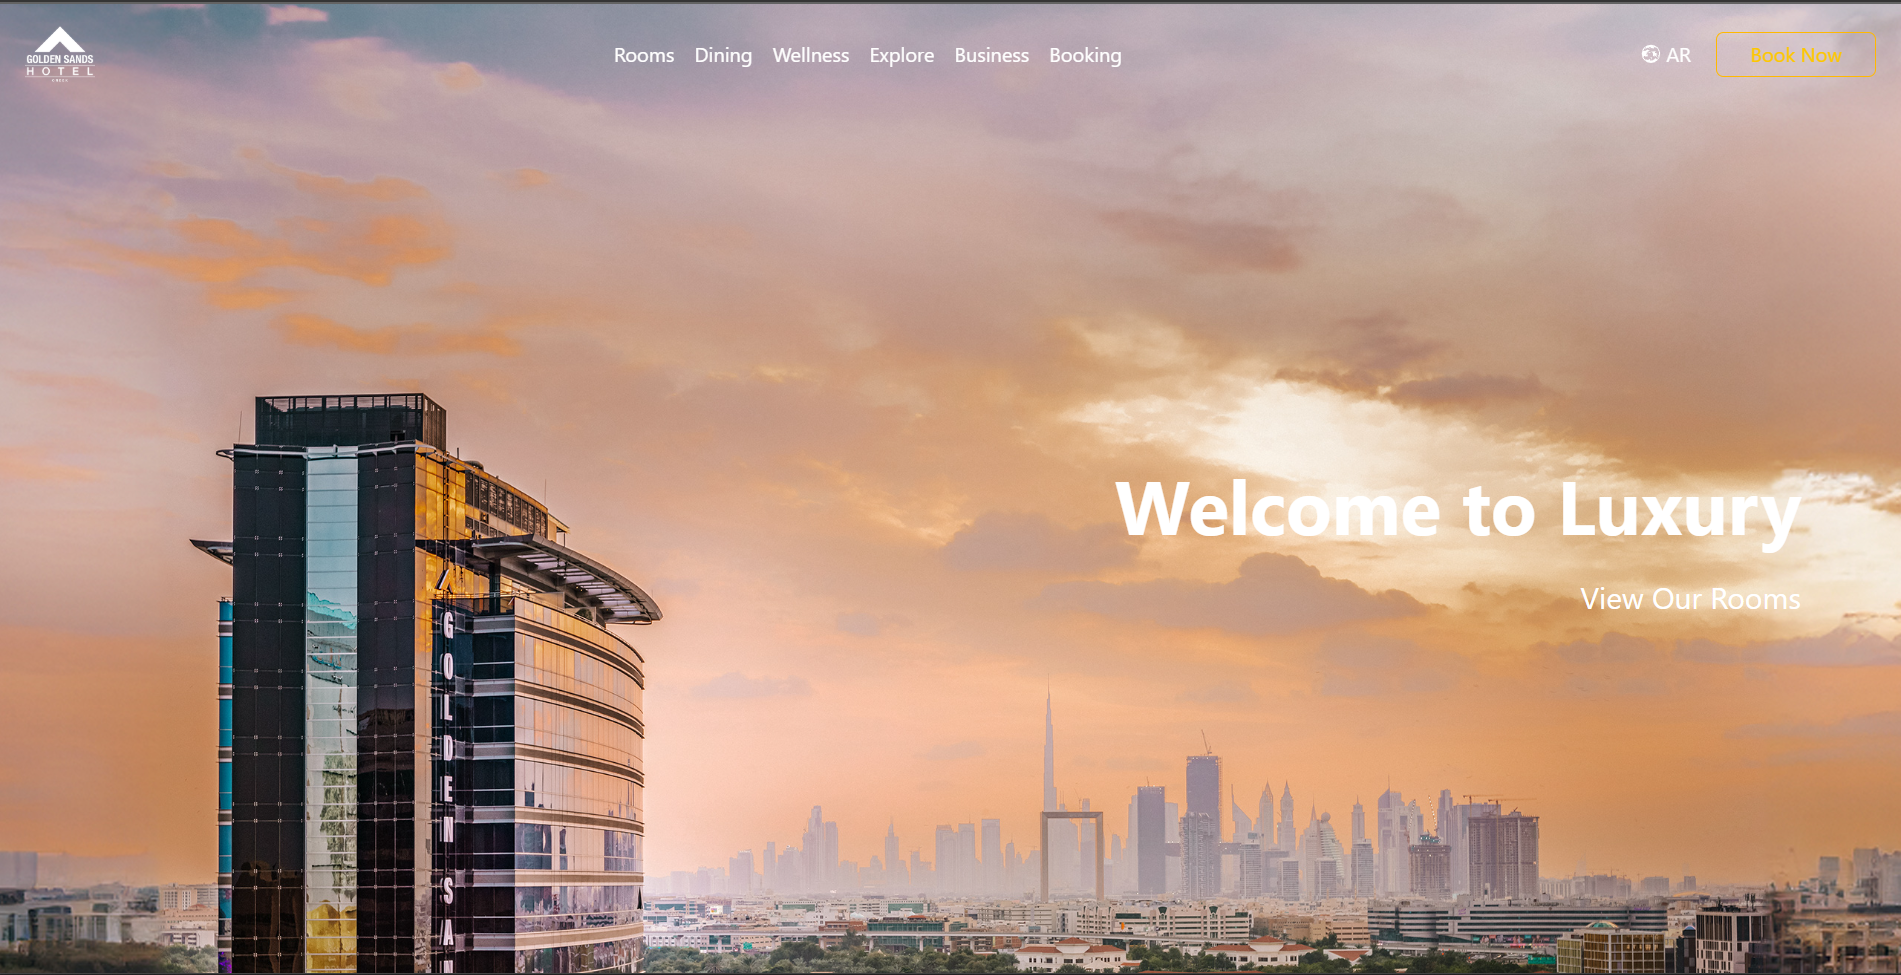 GOLDEN SANDS
HOTEL
CREEK
Rooms Dining Wellness Explore Business Booking
AR
Book Now
Welcome to Luxury
View Our Rooms
GOLDEN SA